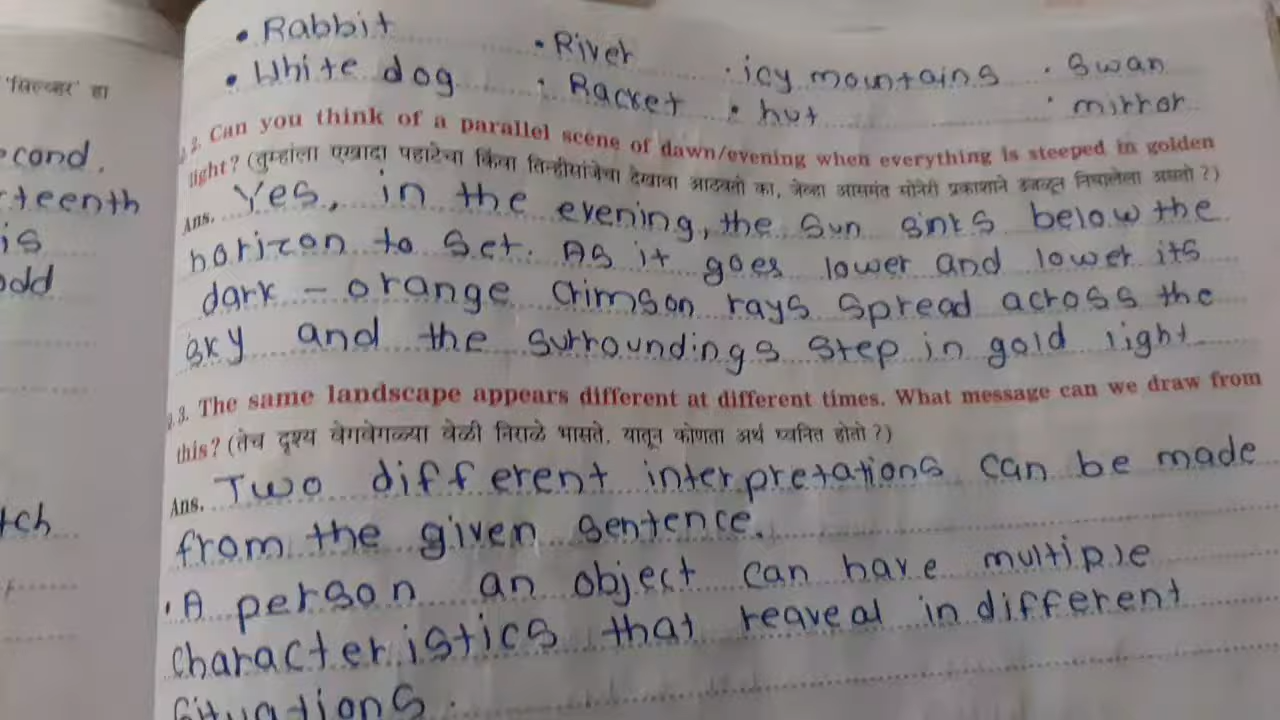 'सिल्व्हर' हा
econd.
teenth
is
odd
tch
• Rabbit • River • icy mountains • Swan
• White dog • Racket • hut • mirror
2. Can you think of a parallel scene of dawn/evening when everything is steeped in golden
light? (तुम्हांला एखादा पहाटेचा किंवा तिन्हीसांजेचा देखावा आठवतो का, जेव्हा आसमंत सोनेरी प्रकाशाने उजळून निघालेला असतो?)
Ans. Yes, in the evening, the Sun sinks below the
horizon to set. As it goes lower and lower its
dark - orange crimson rays spread across the
sky and the surroundings step in gold light
3. The same landscape appears different at different times. What message can we draw from
this? (तेच दृश्य वेगवेगळ्या वेळी निराळे भासते. यातून कोणता अर्थ ध्वनित होतो?)
Ans. Two different interpretations can be made
from the given sentence.
• A person an object can have multiple
characteristics that reaveal in different
Situations.